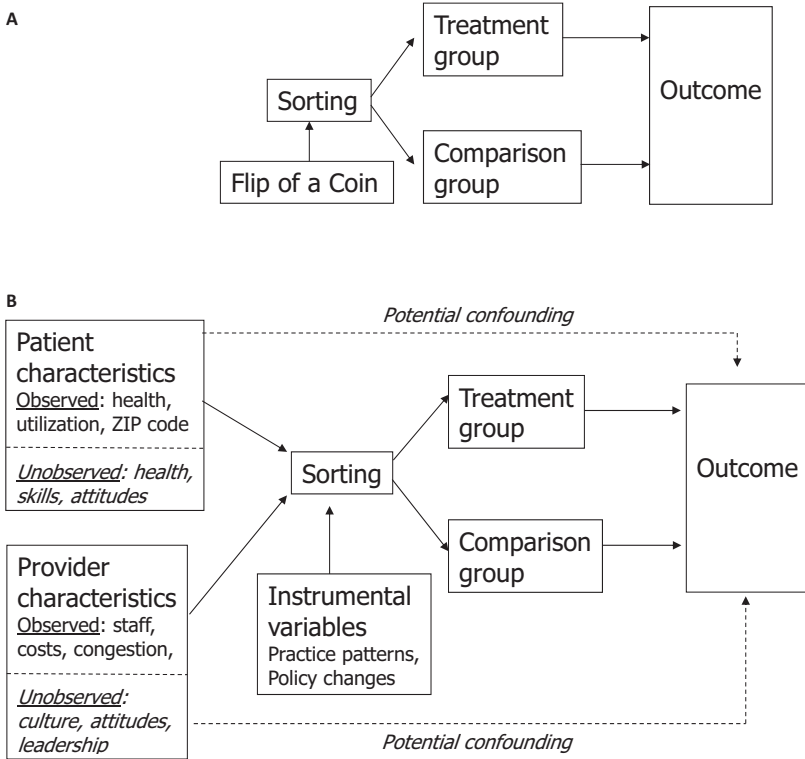 A
Treatment
group
Sorting
Outcome
Comparison
group
Flip of a Coin
B
Potential confounding
Patient
characteristics
Observed: health,
utilization, ZIP code
Unobserved: health,
skills, attitudes
Treatment
group
Sorting
Outcome
Comparison
group
Provider
characteristics
Observed: staff,
costs, congestion,
Unobserved:
culture, attitudes,
leadership
Instrumental
variables
Practice patterns,
Policy changes
Potential confounding